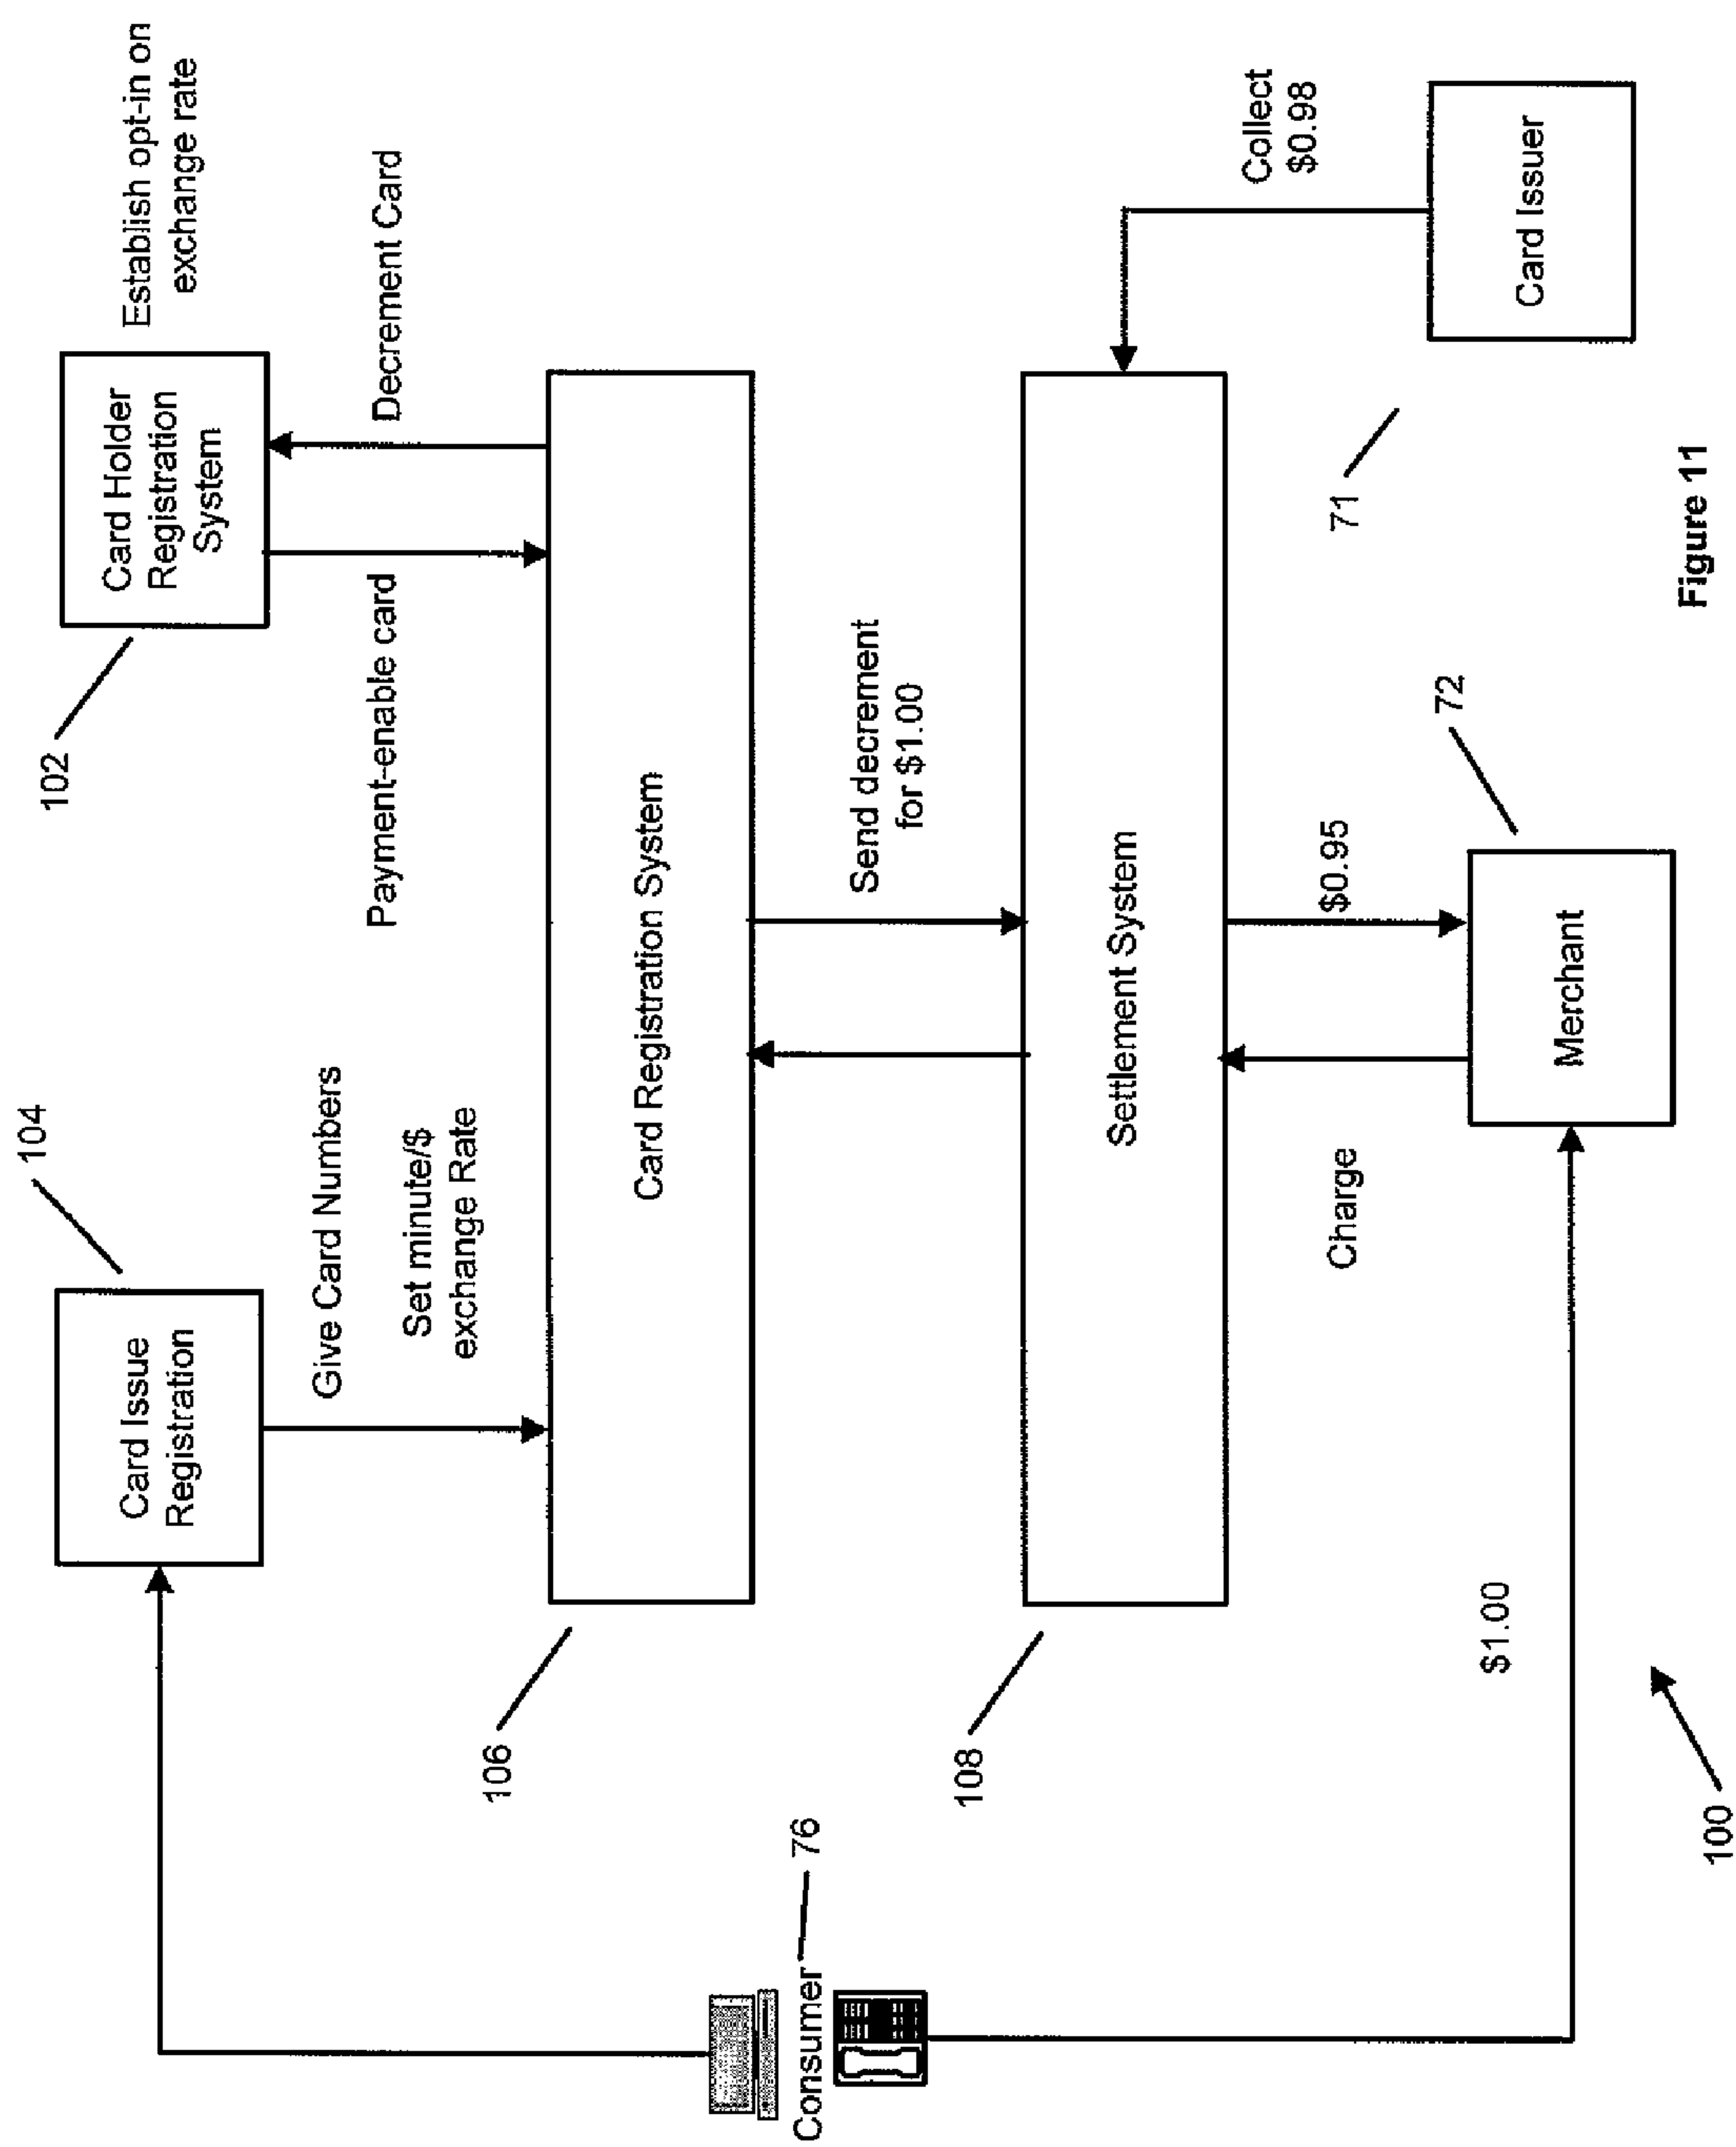 104
102
Card Issue
Registration
Card Holder
Registration
System
Establish opt-in on
exchange rate
Give Card Numbers
Set minute/$
exchange Rate
Payment-enable card
Decrement Card
106
Card Registration System
Consumer
76
Send decrement
for $1.00
108
Settlement System
Charge
$0.95
Collect
$0.98
71
$1.00
72
Merchant
Card Issuer
100
Figure 11